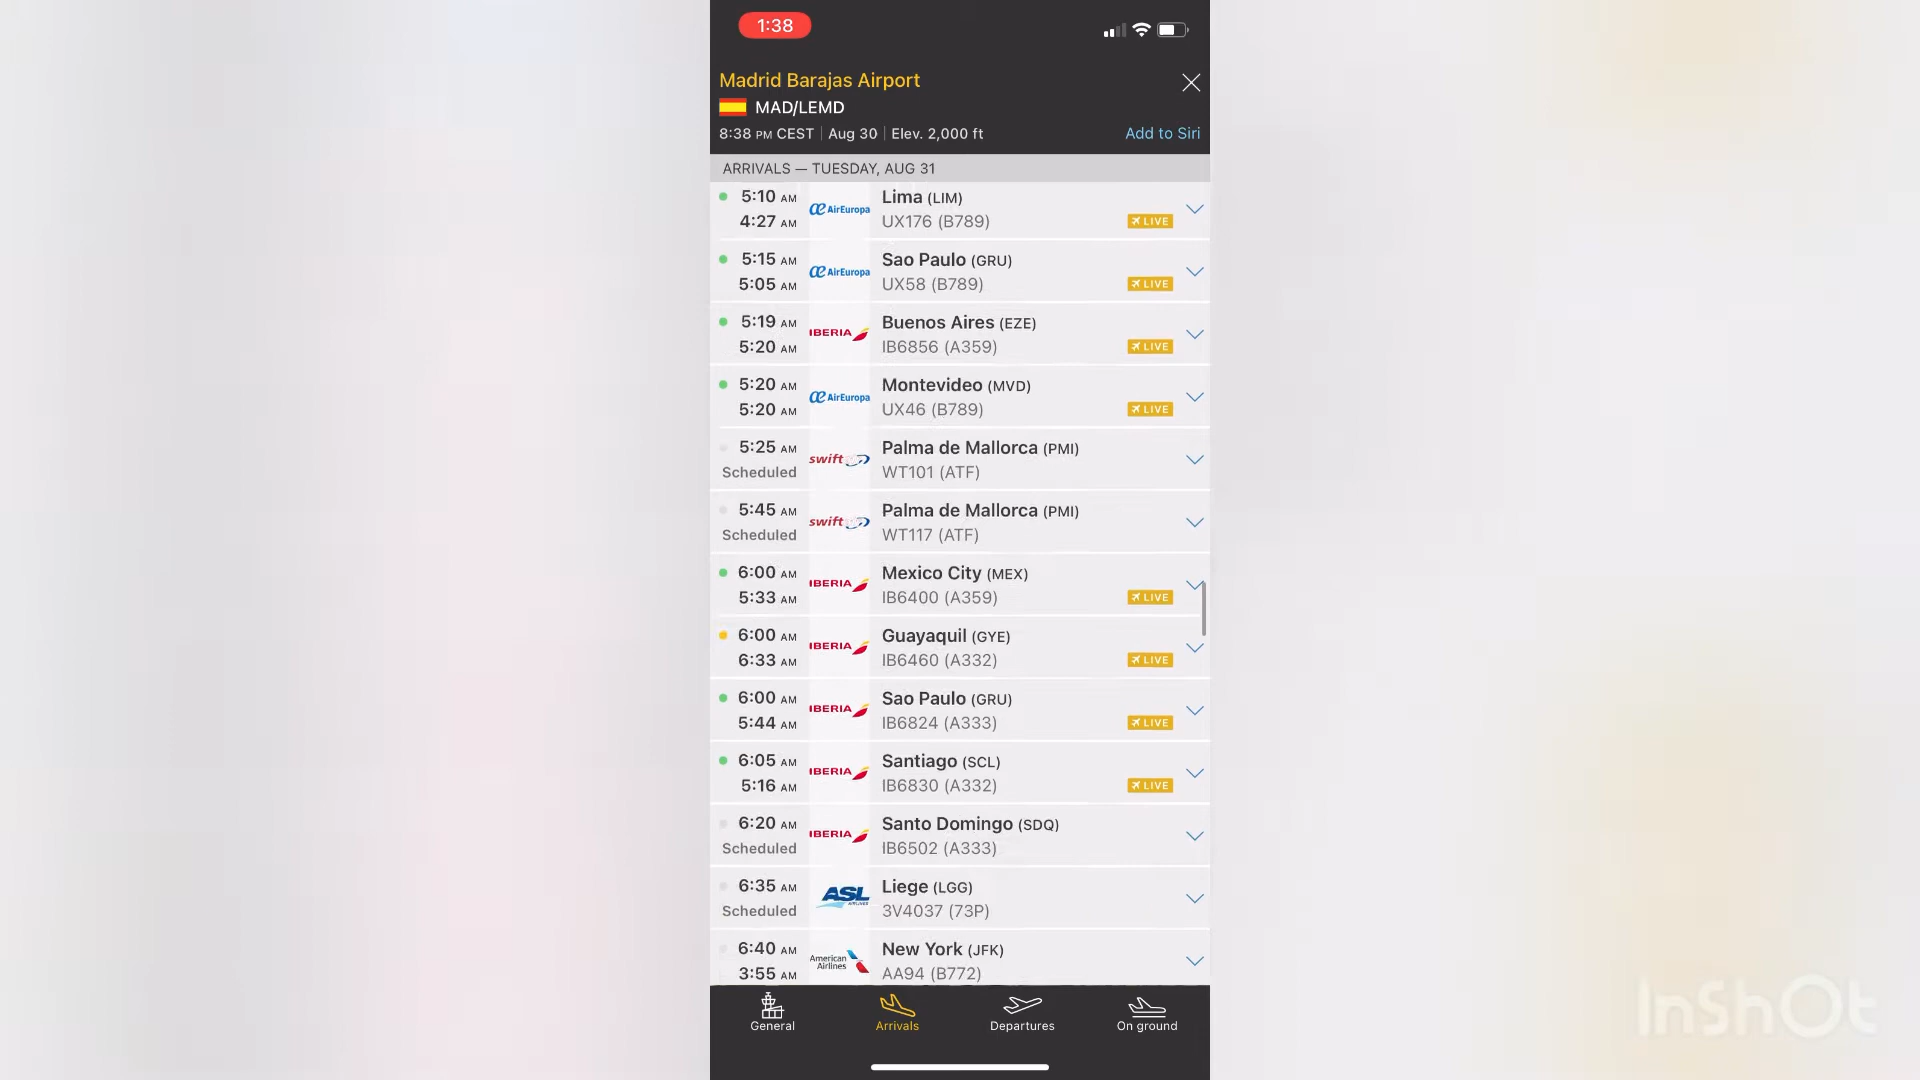 1:38
Madrid Barajas Airport
MAD/LEMD
8:38 PM CEST | Aug 30 | Elev. 2,000 ft
Add to Siri
ARRIVALS — TUESDAY, AUG 31
5:10 AM AirEuropa Lima (LIM)
4:27 AM UX176 (B789) LIVE
5:15 AM AirEuropa Sao Paulo (GRU)
5:05 AM UX58 (B789) LIVE
5:19 AM IBERIA Buenos Aires (EZE)
5:20 AM IB6856 (A359) LIVE
5:20 AM AirEuropa Montevideo (MVD)
5:20 AM UX46 (B789) LIVE
5:25 AM swift Palma de Mallorca (PMI)
Scheduled WT101 (ATF)
5:45 AM swift Palma de Mallorca (PMI)
Scheduled WT117 (ATF)
6:00 AM IBERIA Mexico City (MEX)
5:33 AM IB6400 (A359) LIVE
6:00 AM IBERIA Guayaquil (GYE)
6:33 AM IB6460 (A332) LIVE
6:00 AM IBERIA Sao Paulo (GRU)
5:44 AM IB6824 (A333) LIVE
6:05 AM IBERIA Santiago (SCL)
5:16 AM IB6830 (A332) LIVE
6:20 AM IBERIA Santo Domingo (SDQ)
Scheduled IB6502 (A333)
6:35 AM ASL AIRLINES Liege (LGG)
Scheduled 3V4037 (73P)
6:40 AM American Airlines New York (JFK)
3:55 AM AA94 (B772)
General Arrivals Departures On ground
InShOt